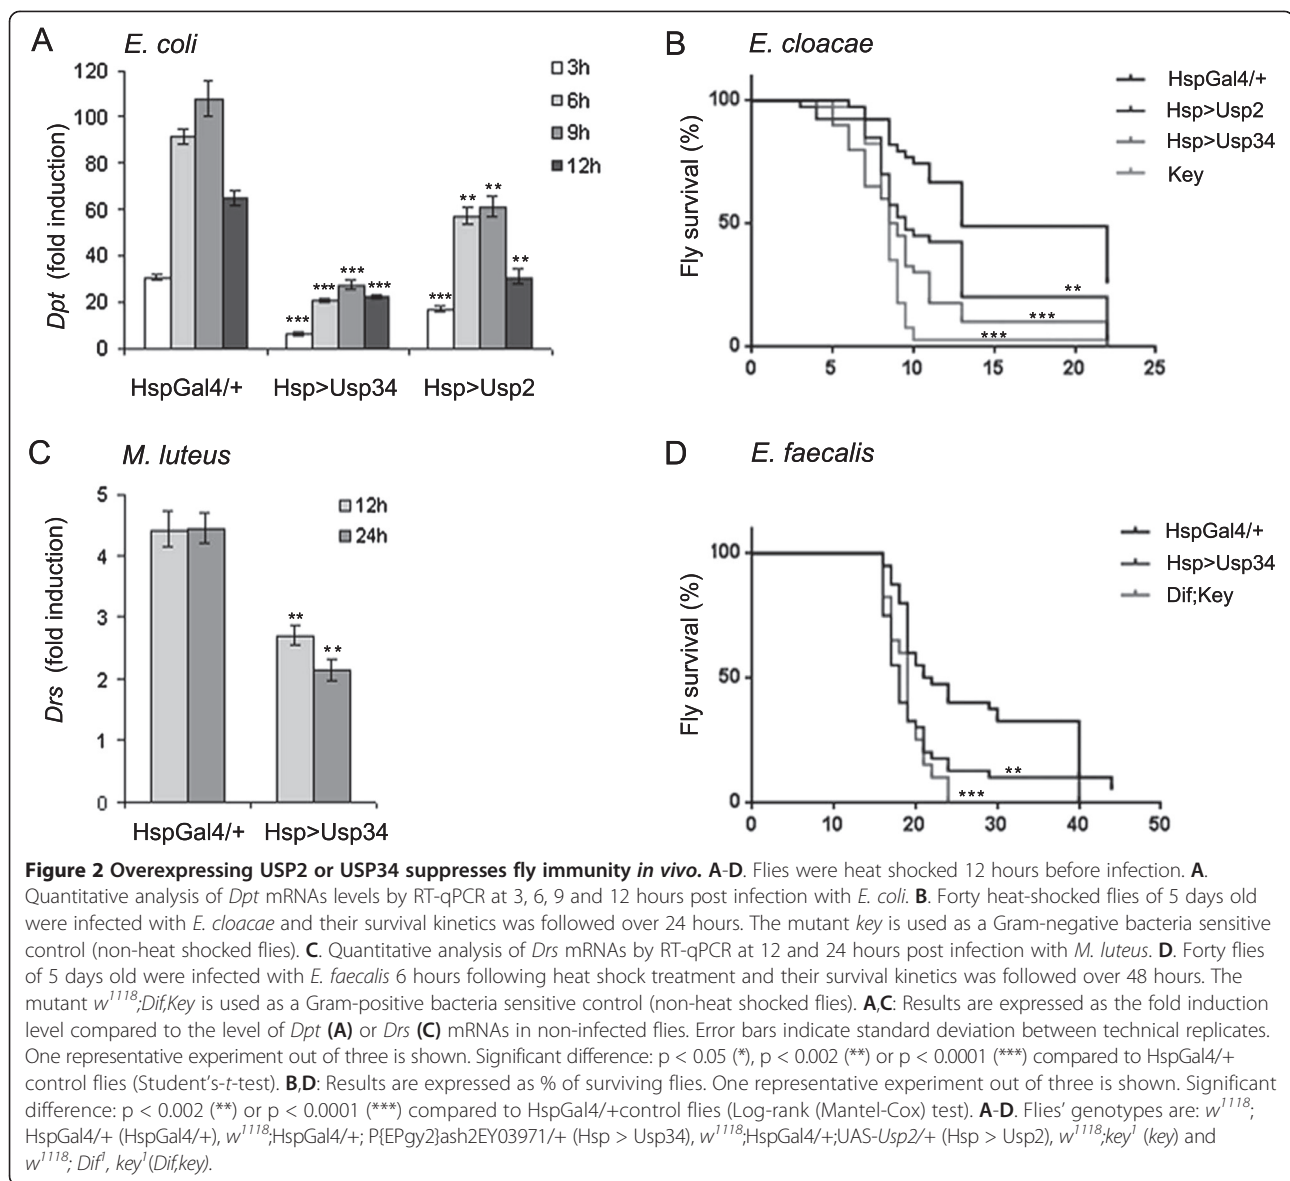 A
E. coli
120
100
80
60
40
20
0
Dpt (fold induction)
3h
6h
9h
12h
***
***
***
***
***
**
**
**
HspGal4/+
Hsp>Usp34
Hsp>Usp2
B
E. cloacae
100
50
0
Fly survival (%)
HspGal4/+
Hsp>Usp2
Hsp>Usp34
Key
**
***
***
0
5
10
15
20
25
C
M. luteus
5
4
3
2
1
0
Drs (fold induction)
12h
24h
**
**
HspGal4/+
Hsp>Usp34
D
E. faecalis
100
50
0
Fly survival (%)
HspGal4/+
Hsp>Usp34
Dif;Key
**
***
0
10
20
30
40
50
Figure 2 Overexpressing USP2 or USP34 suppresses fly immunity in vivo. A-D. Flies were heat shocked 12 hours before infection. A.
Quantitative analysis of Dpt mRNAs levels by RT-qPCR at 3, 6, 9 and 12 hours post infection with E. coli. B. Forty heat-shocked flies of 5 days old
were infected with E. cloacae and their survival kinetics was followed over 24 hours. The mutant key is used as a Gram-negative bacteria sensitive
control (non-heat shocked flies). C. Quantitative analysis of Drs mRNAs by RT-qPCR at 12 and 24 hours post infection with M. luteus. D. Forty flies
of 5 days old were infected with E. faecalis 6 hours following heat shock treatment and their survival kinetics was followed over 48 hours. The
mutant w1118;Dif,Key is used as a Gram-positive bacteria sensitive control (non-heat shocked flies). A,C: Results are expressed as the fold induction
level compared to the level of Dpt (A) or Drs (C) mRNAs in non-infected flies. Error bars indicate standard deviation between technical replicates.
One representative experiment out of three is shown. Significant difference: p < 0.05 (*), p < 0.002 (**) or p < 0.0001 (***) compared to HspGal4/+
control flies (Student's-t-test). B,D: Results are expressed as % of surviving flies. One representative experiment out of three is shown. Significant
difference: p < 0.002 (**) or p < 0.0001 (***) compared to HspGal4/+control flies (Log-rank (Mantel-Cox) test). A-D. Flies' genotypes are: w1118;
HspGal4/+ (HspGal4/+), w1118;HspGal4/+; P{EPgy2}ash2EY03971/+ (Hsp > Usp34), w1118;HspGal4/+;UAS-Usp2/+ (Hsp > Usp2), w1118;key1 (key) and
w1118; Dif1, key1(Dif,key).